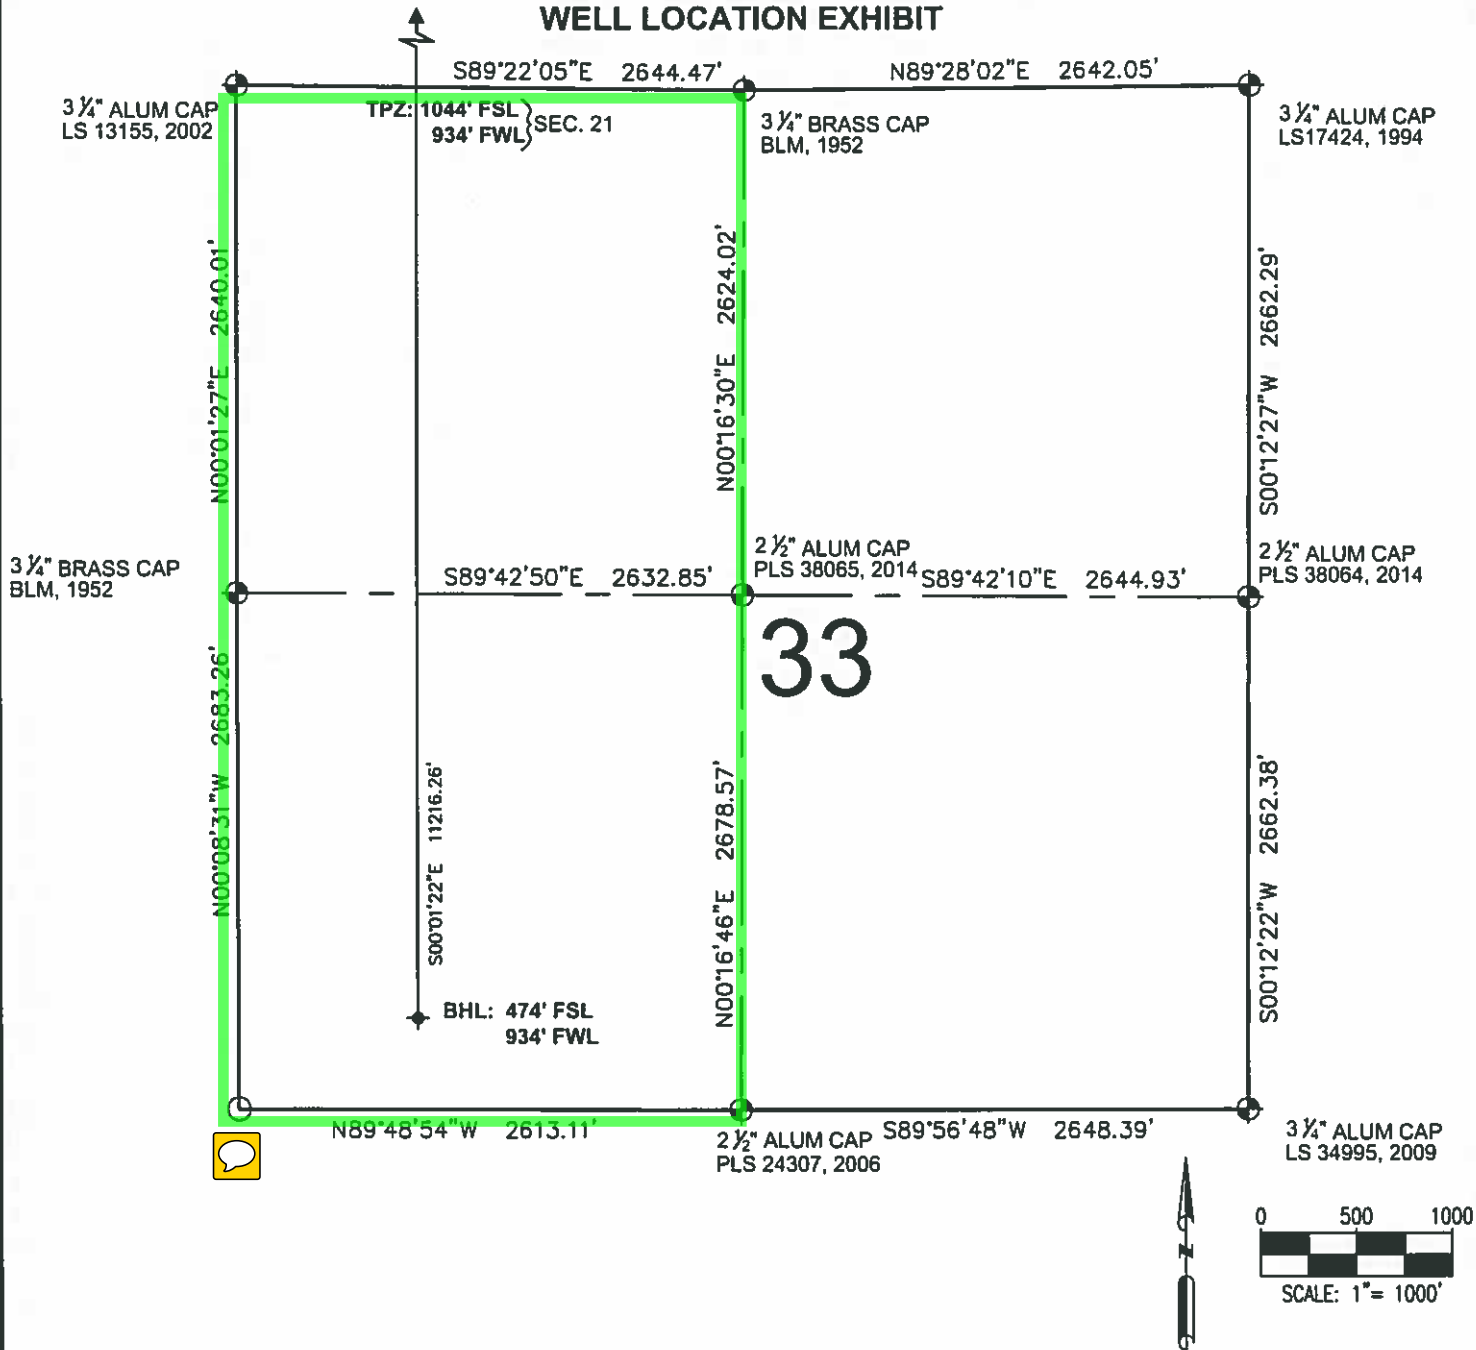 WELL LOCATION EXHIBIT
S89°22'05"E 2644.47'
N89°28'02"E 2642.05'
3 ¼" ALUM CAP
LS 13155, 2002
TPZ: 1044' FSL
934' FWL
SEC. 21
3 ¼" BRASS CAP
BLM, 1952
3 ¼" ALUM CAP
LS17424, 1994
N00°01'27"E 2640.01'
N00°16'30"E 2624.02'
S00°12'27"W 2662.29'
3 ¼" BRASS CAP
BLM, 1952
S89°42'50"E 2632.85'
2 ½" ALUM CAP
PLS 38065, 2014
S89°42'10"E 2644.93'
2 ½" ALUM CAP
PLS 38064, 2014
33
N00°08'31"W 2683.26'
S00°01'22"E 11216.26'
N00°16'46"E 2678.57'
S00°12'22"W 2662.38'
BHL: 474' FSL
934' FWL
N89°48'54"W 2613.11'
2 ½" ALUM CAP
PLS 24307, 2006
S89°56'48"W 2648.39'
3 ¼" ALUM CAP
LS 34995, 2009
N
0 500 1000
SCALE: 1"= 1000'